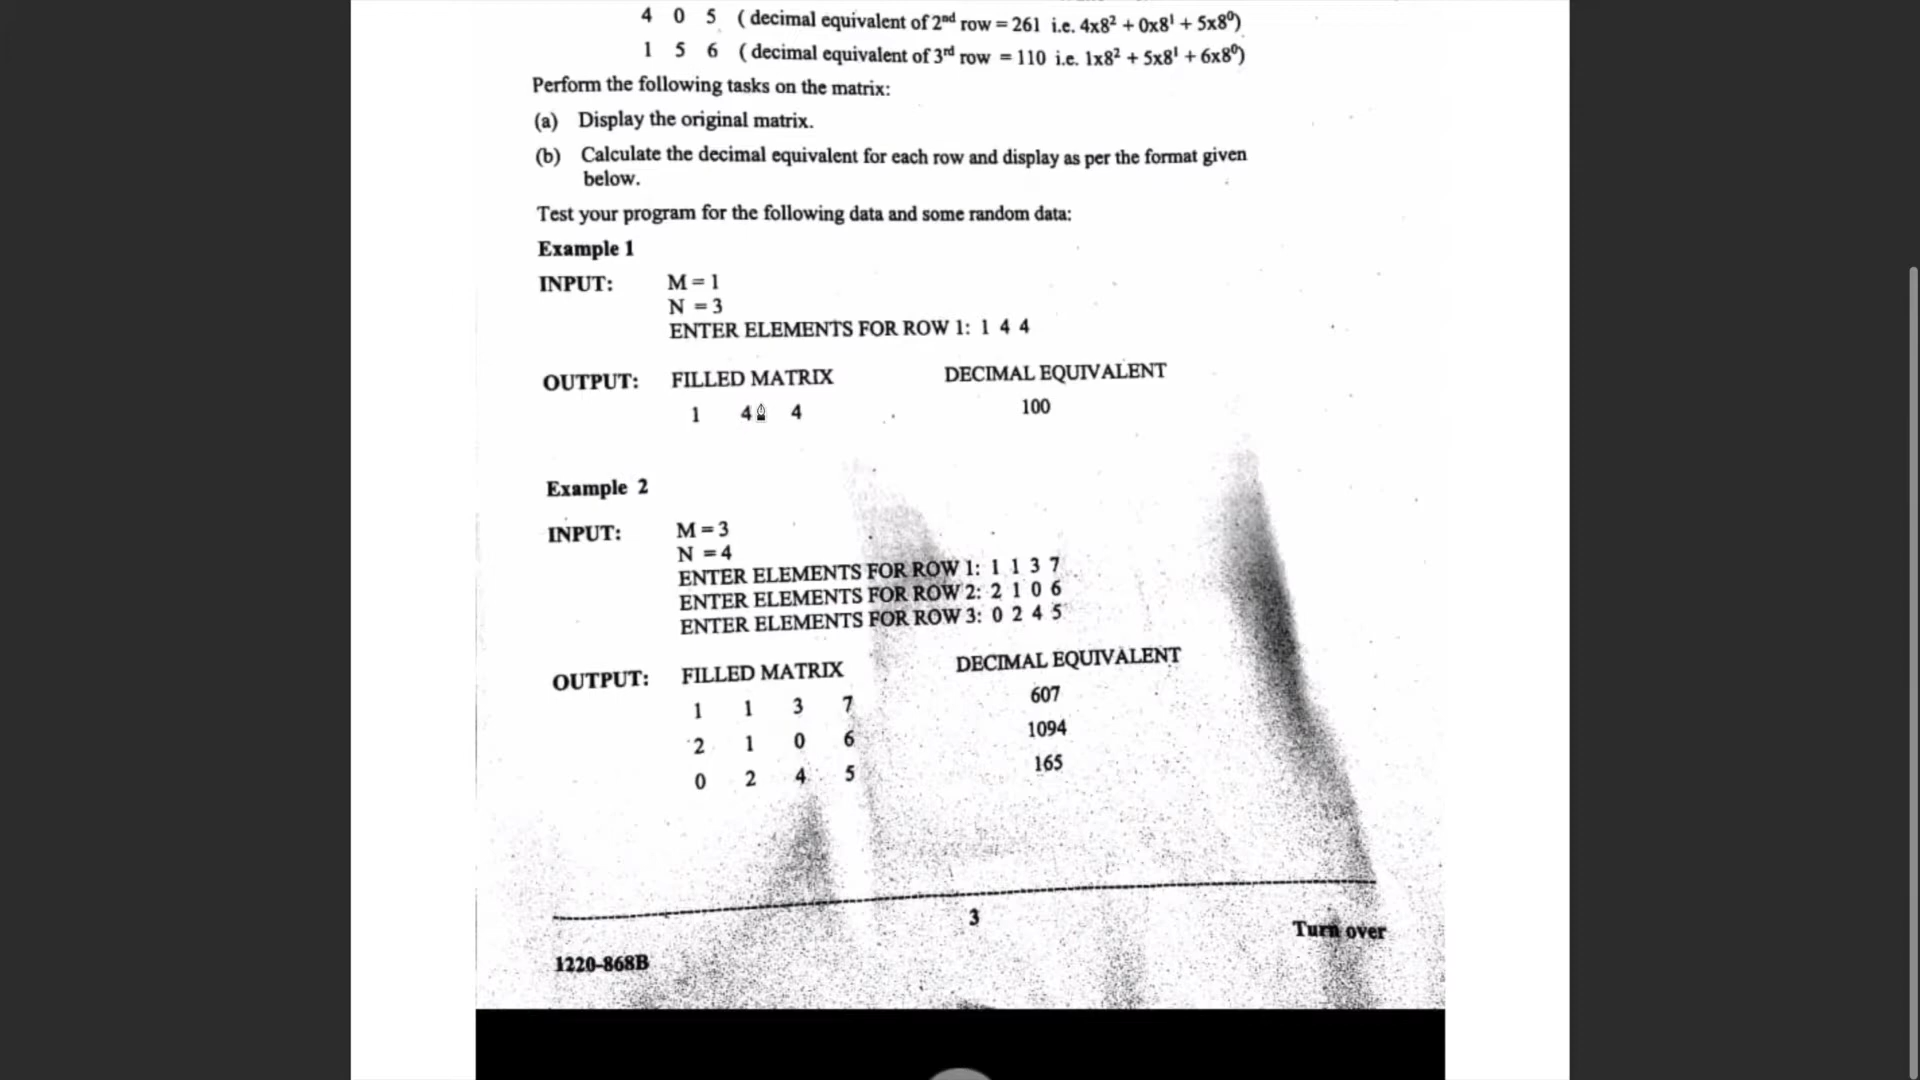 4 0 5 ( decimal equivalent of 2nd row = 261 i.e. 4x8² + 0x8¹ + 5x8⁰)
1 5 6 ( decimal equivalent of 3rd row = 110 i.e. 1x8² + 5x8¹ + 6x8⁰)
Perform the following tasks on the matrix:
(a) Display the original matrix.
(b) Calculate the decimal equivalent for each row and display as per the format given
below.
Test your program for the following data and some random data:
Example 1
INPUT: M = 1
N = 3
ENTER ELEMENTS FOR ROW 1: 1 4 4
OUTPUT: FILLED MATRIX DECIMAL EQUIVALENT
1 4 4 100
Example 2
INPUT: M = 3
N = 4
ENTER ELEMENTS FOR ROW 1: 1 1 3 7
ENTER ELEMENTS FOR ROW 2: 2 1 0 6
ENTER ELEMENTS FOR ROW 3: 0 2 4 5
OUTPUT: FILLED MATRIX DECIMAL EQUIVALENT
1 1 3 7 607
2 1 0 6 1094
0 2 4 5 165
3
Turn over
1220-868B